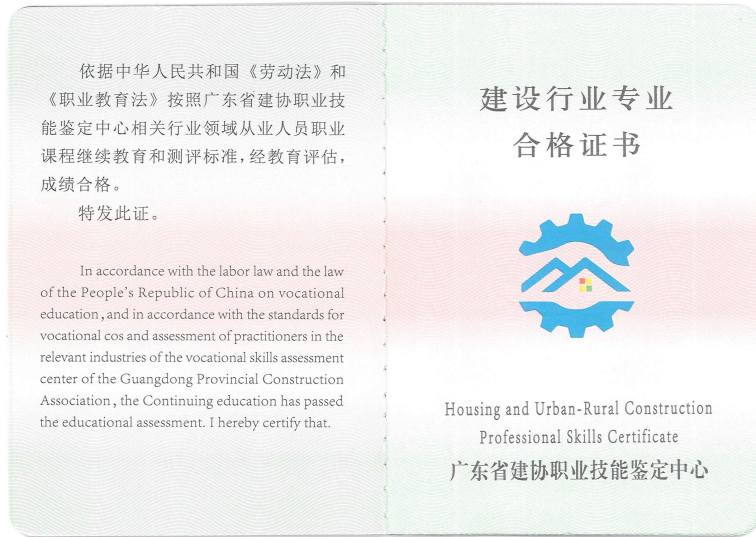 依据中华人民共和国《劳动法》和
《职业教育法》按照广东省建协职业技
能鉴定中心相关行业领域从业人员职业
课程继续教育和测评标准，经教育评估，
成绩合格。
特发此证。
In accordance with the labor law and the law
of the People's Republic of China on vocational
education, and in accordance with the standards for
vocational cos and assessment of practitioners in the
relevant industries of the vocational skills assessment
center of the Guangdong Provincial Construction
Association, the Continuing education has passed
the educational assessment. I hereby certify that.
建设行业专业
合格证书
Housing and Urban-Rural Construction
Professional Skills Certificate
广东省建协职业技能鉴定中心